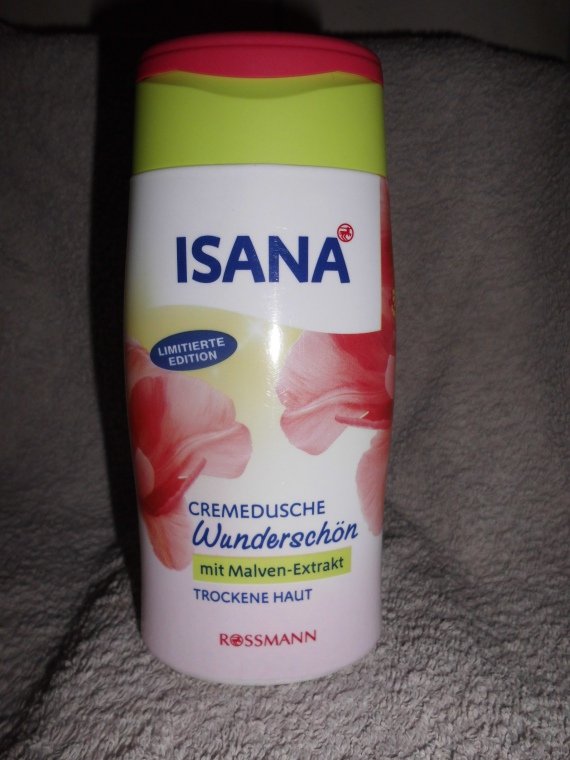 ISANA
LIMITIERTE
EDITION
CREMEDUSCHE
Wunderschön
mit Malven-Extrakt
TROCKENE HAUT
ROSSMANN